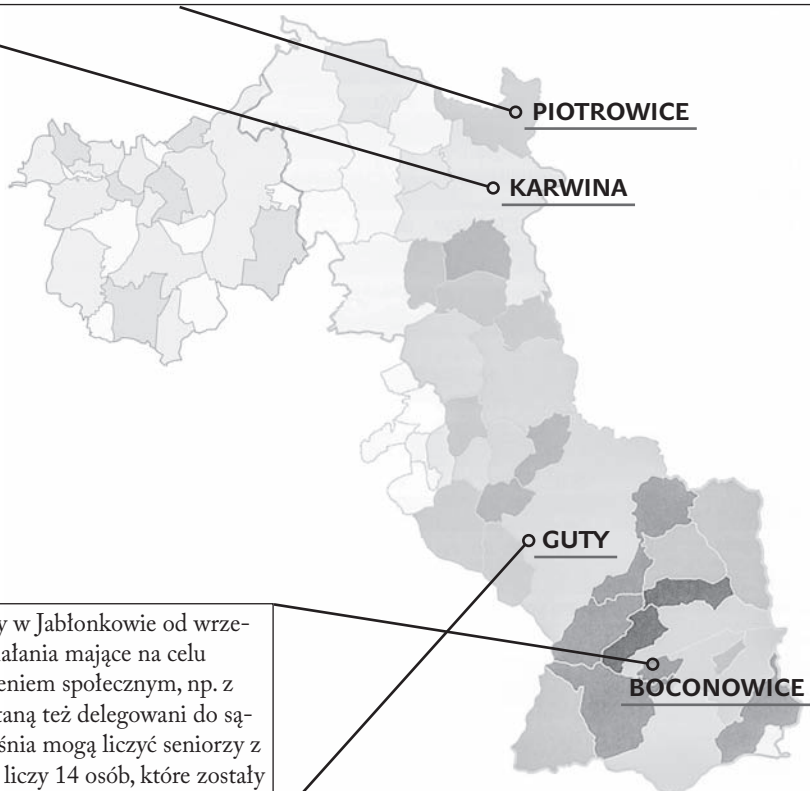 PIOTROWICE
KARWINA
GUTY
BOCONOWICE
y w Jabłonkowie od wrze-
ałania mające na celu
eniem społecznym, np. z
taną też delegowani do są-
śnia mogą liczyć seniorzy z
liczy 14 osób, które zostały